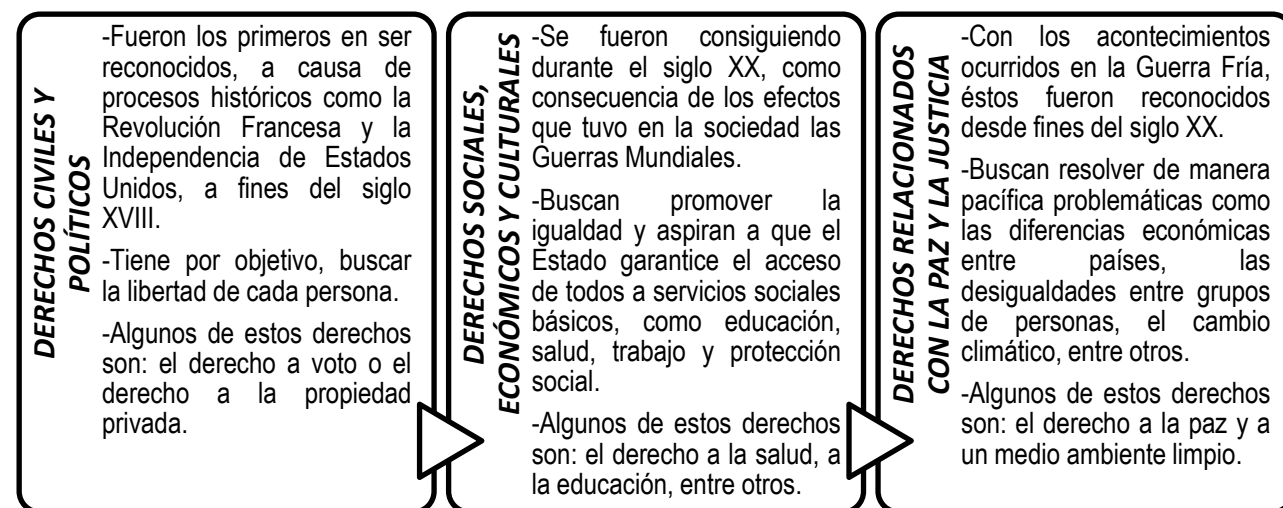 DERECHOS CIVILES Y
POLÍTICOS
-Fueron los primeros en ser
reconocidos, a causa de
procesos históricos como la
Revolución Francesa y la
Independencia de Estados
Unidos, a fines del siglo
XVIII.
-Tiene por objetivo, buscar
la libertad de cada persona.
-Algunos de estos derechos
son: el derecho a voto o el
derecho a la propiedad
privada.
DERECHOS SOCIALES,
ECONÓMICOS Y CULTURALES
-Se fueron consiguiendo
durante el siglo XX, como
consecuencia de los efectos
que tuvo en la sociedad las
Guerras Mundiales.
-Buscan promover la
igualdad y aspiran a que el
Estado garantice el acceso
de todos a servicios sociales
básicos, como educación,
salud, trabajo y protección
social.
-Algunos de estos derechos
son: el derecho a la salud, a
la educación, entre otros.
DERECHOS RELACIONADOS
CON LA PAZ Y LA JUSTICIA
-Con los acontecimientos
ocurridos en la Guerra Fría,
éstos fueron reconocidos
desde fines del siglo XX.
-Buscan resolver de manera
pacífica problemáticas como
las diferencias económicas
entre países, las
desigualdades entre grupos
de personas, el cambio
climático, entre otros.
-Algunos de estos derechos
son: el derecho a la paz y a
un medio ambiente limpio.